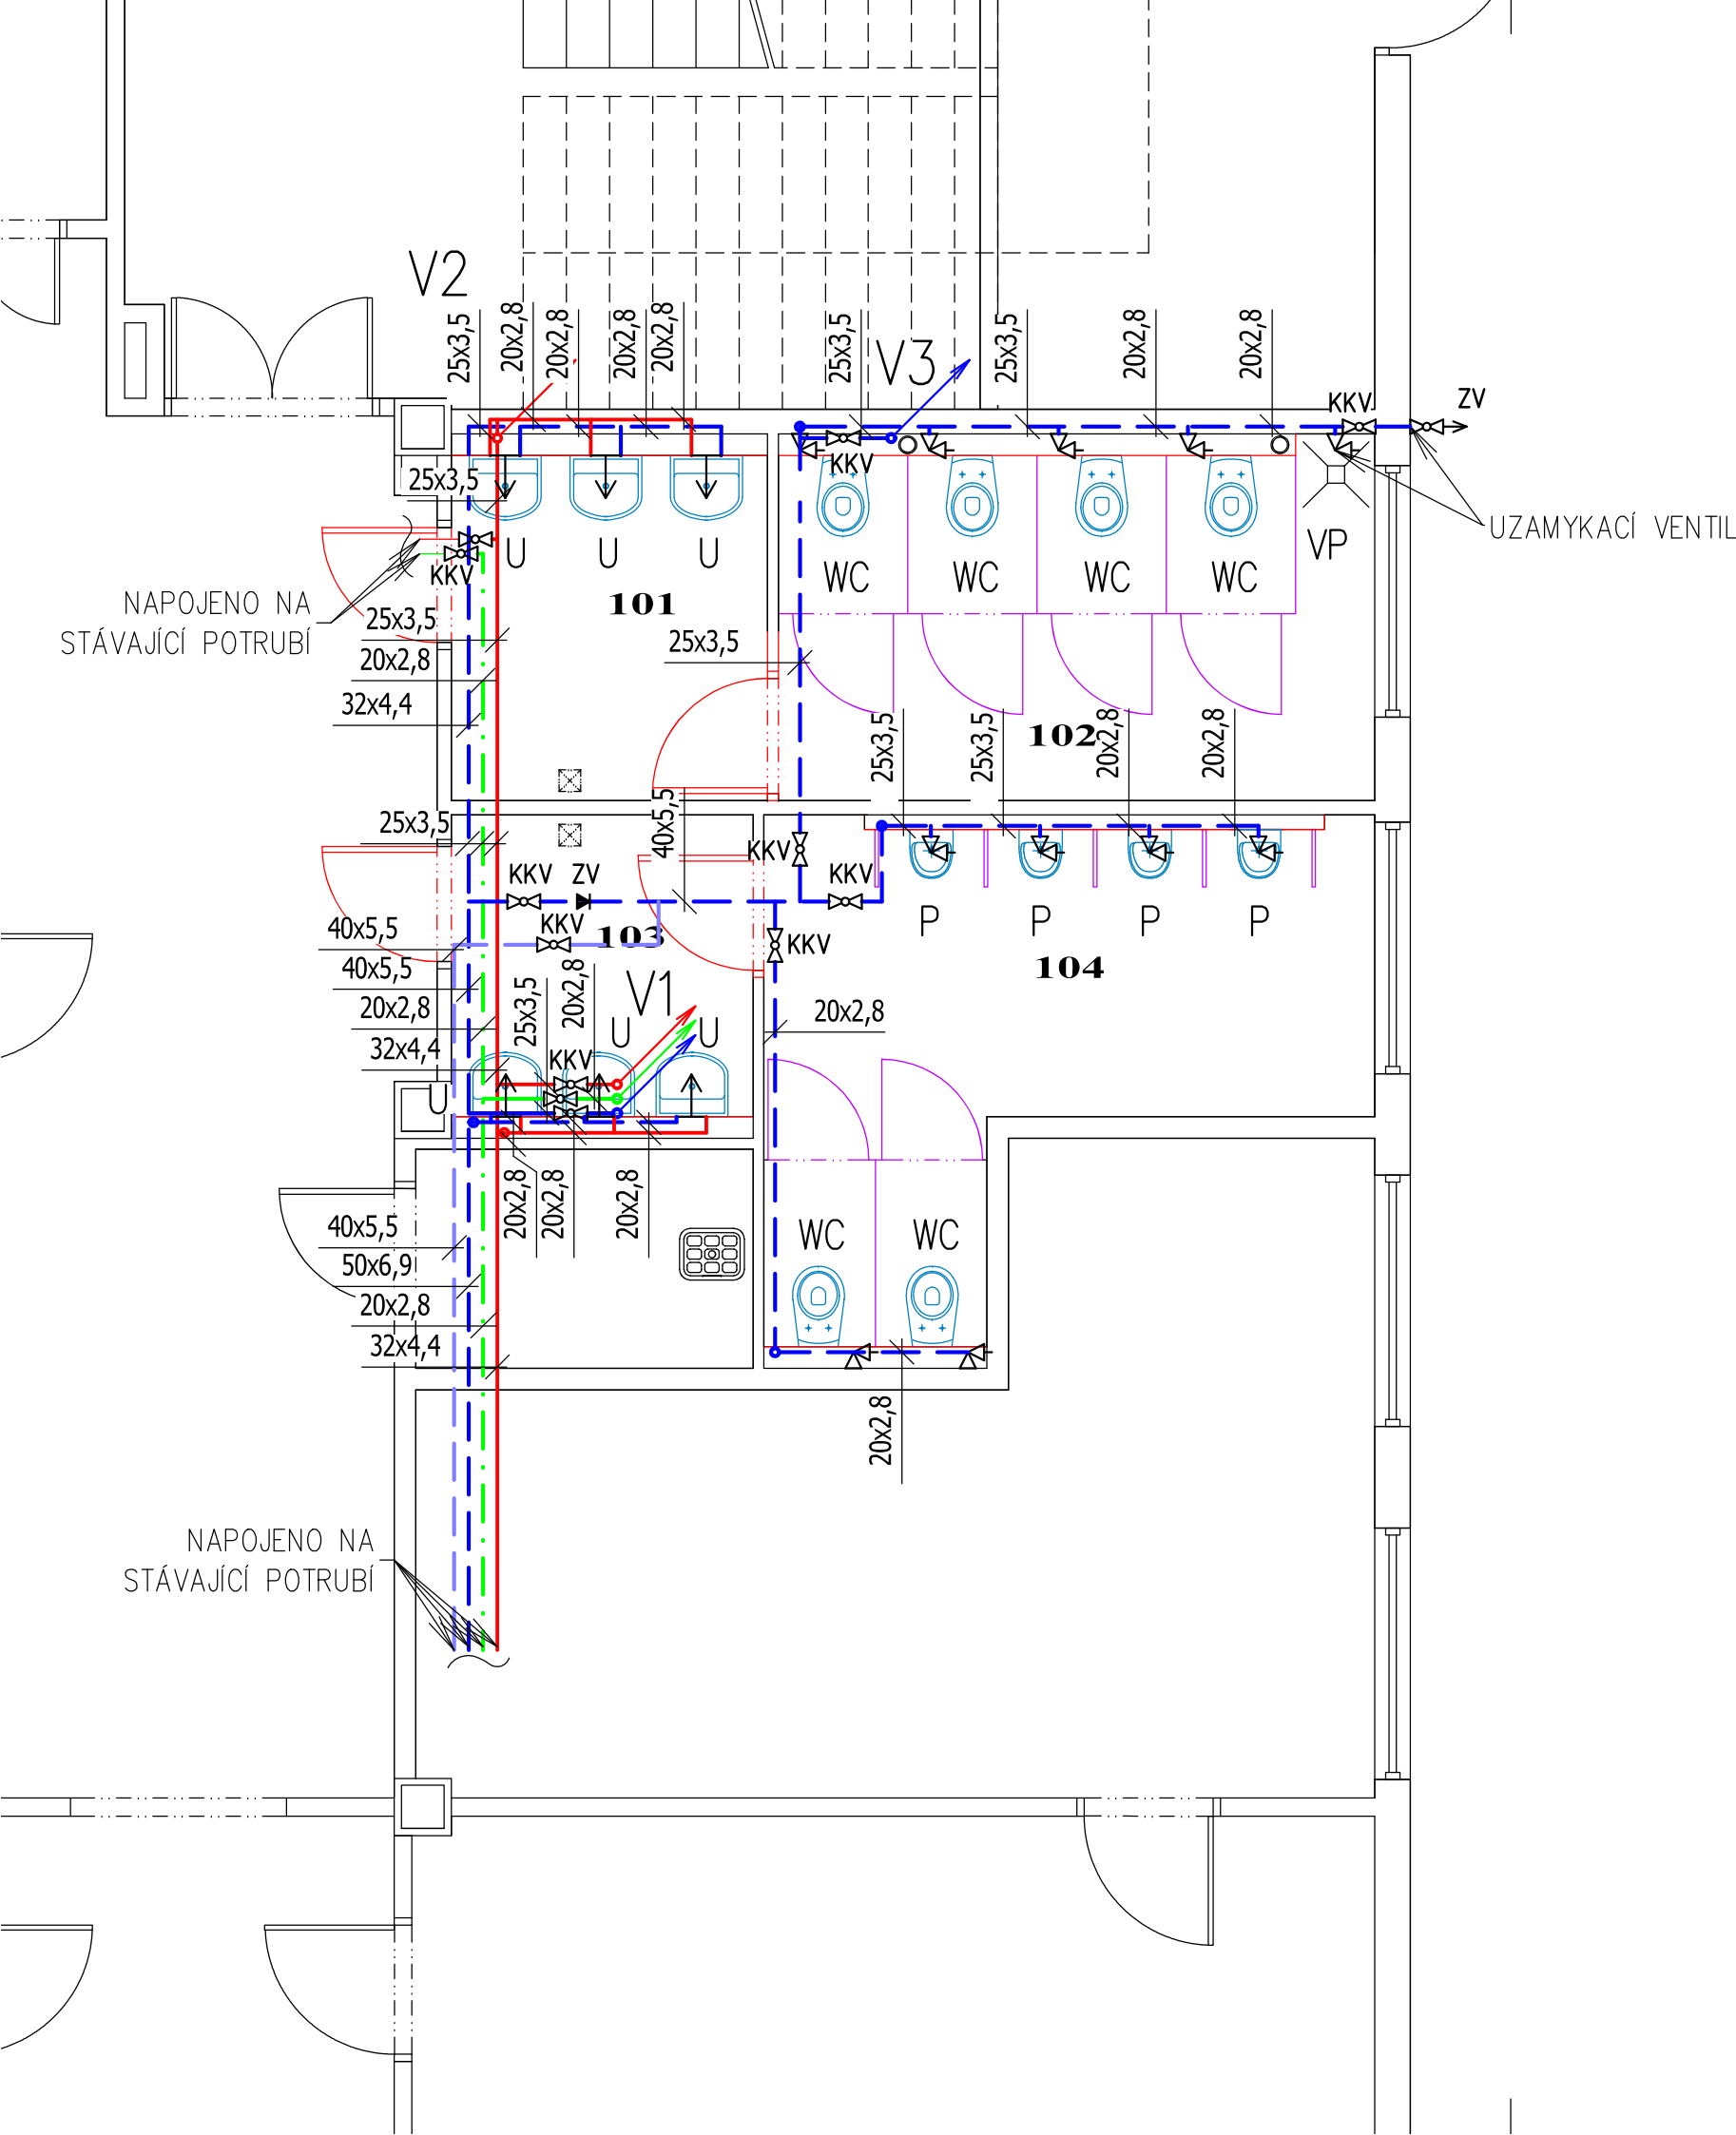 V2
25x3,5
20x2,8
20x2,8
20x2,8
20x2,8
25x3,5
V3
25x3,5
20x2,8
20x2,8
KKV
ZV
KKV
25x3,5
UZAMYKACÍ VENTIL
VP
U
U
U
KKV
WC
WC
WC
WC
NAPOJENO NA
STÁVAJÍCÍ POTRUBÍ
101
25x3,5
20x2,8
32x4,4
25x3,5
102
25x3,5
25x3,5
20x2,8
20x2,8
25x3,5
40x5,5
KKV
KKV
KKV
ZV
KKV
103
KKV
P
P
P
P
104
40x5,5
40x5,5
20x2,8
32x4,4
25x3,5
20x2,8
V1
20x2,8
U
U
KKV
U
20x2,8
20x2,8
20x2,8
WC
WC
40x5,5
50x6,9
20x2,8
32x4,4
20x2,8
NAPOJENO NA
STÁVAJÍCÍ POTRUBÍ